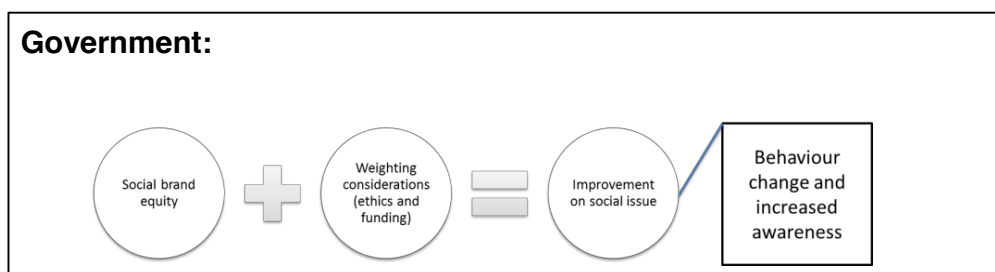 Government:
Social brand
equity
Weighting
considerations
(ethics and
funding)
Improvement
on social issue
Behaviour
change and
increased
awareness